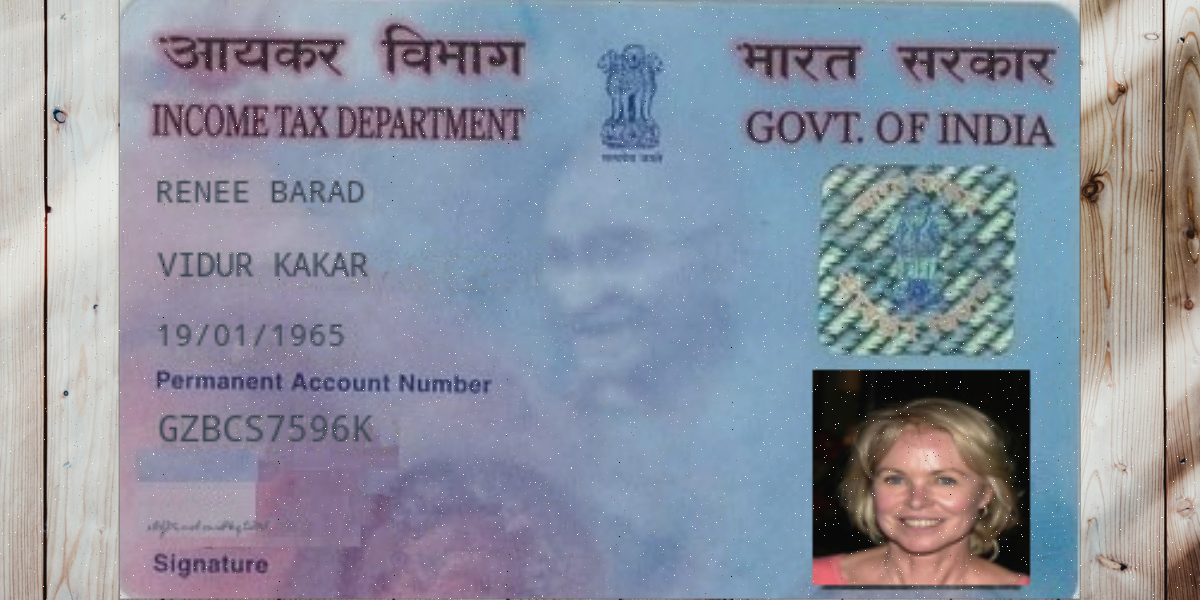 आयकर विभाग
भारत सरकार
INCOME TAX DEPARTMENT
GOVT. OF INDIA
सत्यमेव जयते
RENEE BARAD
VIDUR KAKAR
19/01/1965
Permanent Account Number
GZBCS7596K
Signature